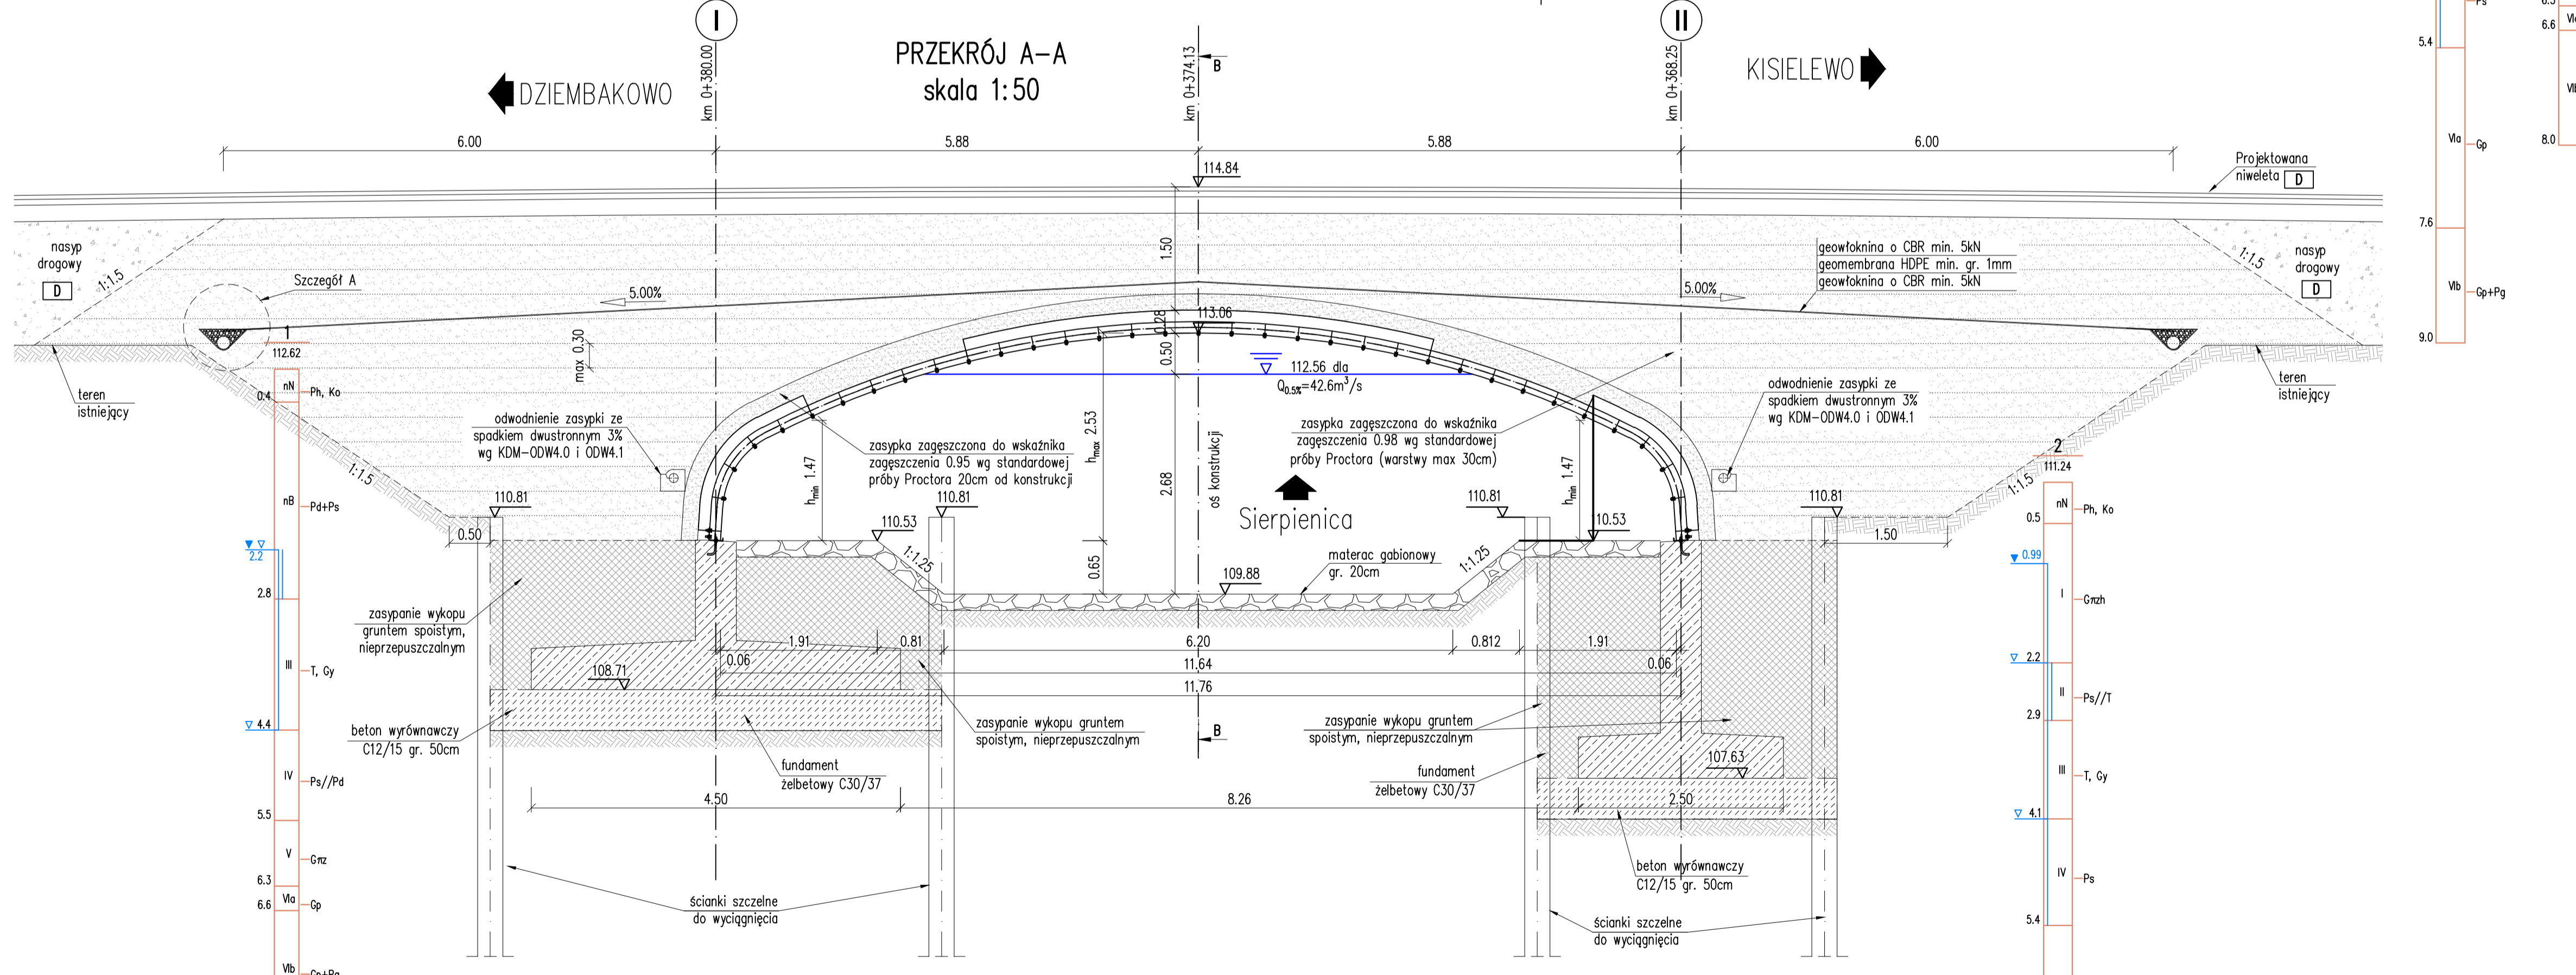 I
II
PRZEKRÓJ A-A
skala 1:50
km 0+380.00
km 0+374.13
km 0+368.25
B
DZIEMBAKOWO
KISIELEWO
6.00
5.88
5.88
6.00
114.84
Projektowana
niweleta D
nasyp
drogowy
D
1:1.5
Szczegół A
5.00%
1.50
5.00%
geowłóknina o CBR min. 5kN
geomembrana HDPE min. gr. 1mm
geowłóknina o CBR min. 5kN
1:1.5
nasyp
drogowy
D
1
112.62
max 0.30
0.28
113.06
0.50
112.56 dla
Q0.5%=42.6m³/s
teren
istniejący
teren
istniejący
odwodnienie zasypki ze
spadkiem dwustronnym 3%
wg KDM-ODW4.0 i ODW4.1
odwodnienie zasypki ze
spadkiem dwustronnym 3%
wg KDM-ODW4.0 i ODW4.1
zasypka zagęszczona do wskaźnika
zagęszczenia 0.95 wg standardowej
próby Proctora 20cm od konstrukcji
zasypka zagęszczona do wskaźnika
zagęszczenia 0.98 wg standardowej
próby Proctora (warstwy max 30cm)
hmin 1.47
hmax 2.53
2.68
oś konstrukcji
hmin 1.47
1:1.5
1:1.5
110.81
110.81
110.81
110.81
110.53
110.53
Sierpienica
0.50
1.50
1:1.25
0.65
1:1.25
materac gabionowy
gr. 20cm
109.88
zasypanie wykopu
gruntem spoistym,
nieprzepuszczalnym
1.91
0.81
6.20
0.812
1.91
0.06
11.64
0.06
11.76
108.71
beton wyrównawczy
C12/15 gr. 50cm
zasypanie wykopu gruntem
spoistym, nieprzepuszczalnym
B
zasypanie wykopu gruntem
spoistym, nieprzepuszczalnym
fundament
żelbetowy C30/37
fundament
żelbetowy C30/37
107.63
4.50
8.26
2.50
beton wyrównawczy
C12/15 gr. 50cm
ścianki szczelne
do wyciągnięcia
ścianki szczelne
do wyciągnięcia
nN
Ph, Ko
0.4
nB
Pd+Ps
2.2
2.8
III
T, Gy
4.4
IV
Ps//Pd
5.5
V
Gπz
6.3
VIa
Gp
6.6
VIb
Gp+Pg
2
111.24
nN
Ph, Ko
0.5
0.99
I
Gπzh
2.2
II
Ps//T
2.9
III
T, Gy
4.1
IV
Ps
5.4
Ps
5.4
VIa
Gp
7.6
VIb
Gp+Pg
9.0
6.6
8.0